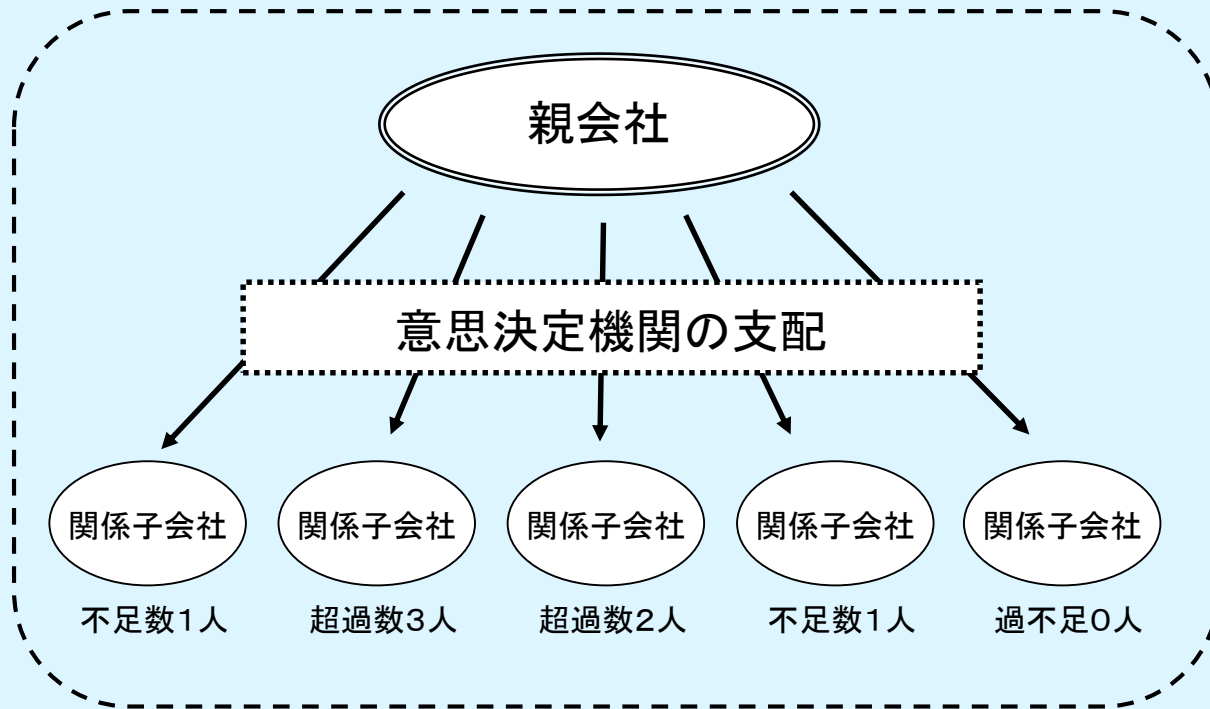 親会社
意思決定機関の支配
関係子会社
関係子会社
関係子会社
関係子会社
関係子会社
不足数1人
超過数3人
超過数2人
不足数1人
過不足0人